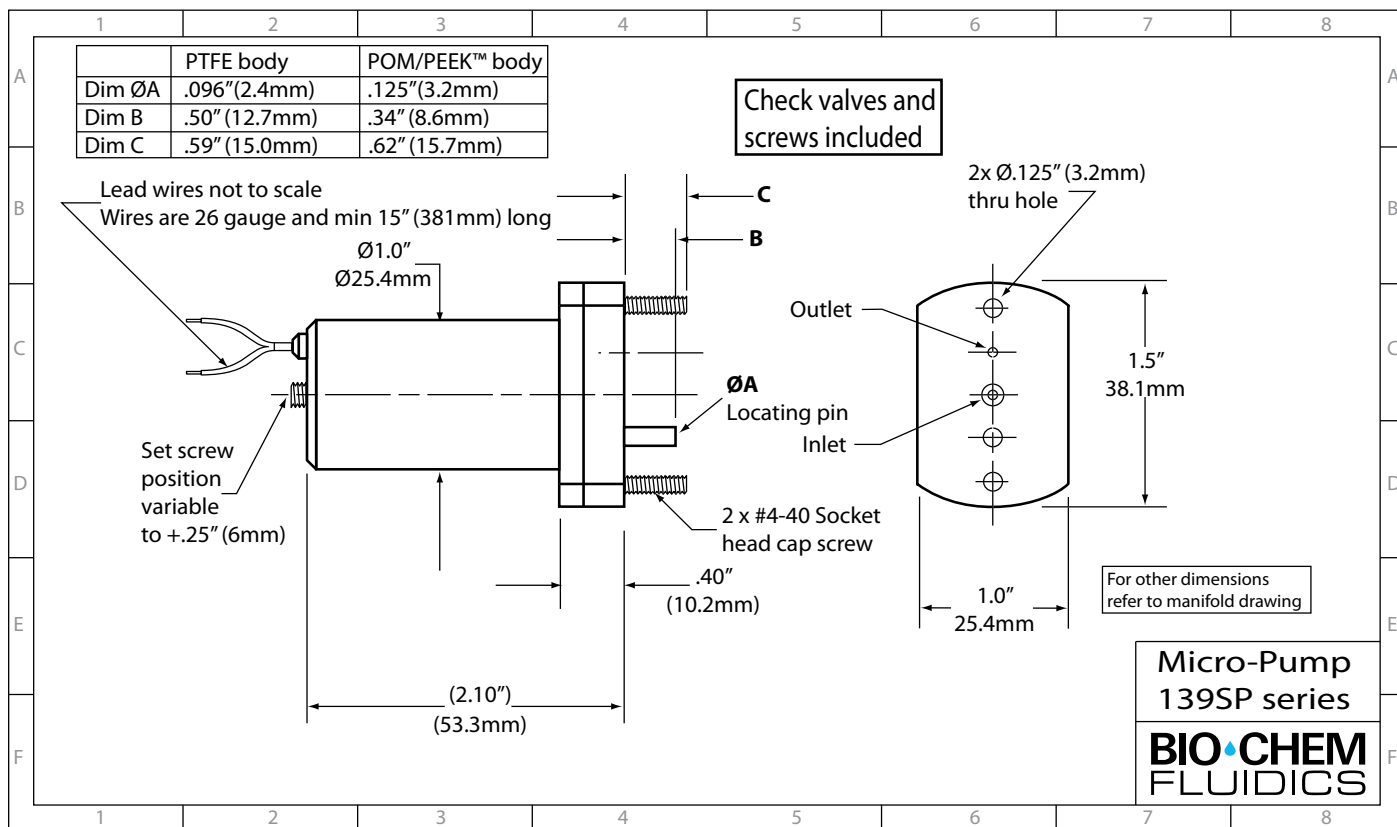 1 2 3 4 5 6 7 8
A A
B B
C C
D D
E E
F F
PTFE body POM/PEEK™ body
Dim ØA .096”(2.4mm) .125”(3.2mm)
Dim B .50” (12.7mm) .34” (8.6mm)
Dim C .59” (15.0mm) .62” (15.7mm)
Check valves and
screws included
Lead wires not to scale
Wires are 26 gauge and min 15” (381mm) long
Ø1.0”
Ø25.4mm
C
B
2x Ø.125” (3.2mm)
thru hole
Outlet
Inlet
1.5”
38.1mm
ØA
Locating pin
Set screw
position
variable
to +.25” (6mm)
2 x #4-40 Socket
head cap screw
.40”
(10.2mm)
1.0”
25.4mm
For other dimensions
refer to manifold drawing
(2.10”)
(53.3mm)
Micro-Pump
139SP series
BIO CHEM
FLUIDICS
1 2 3 4 5 6 7 8